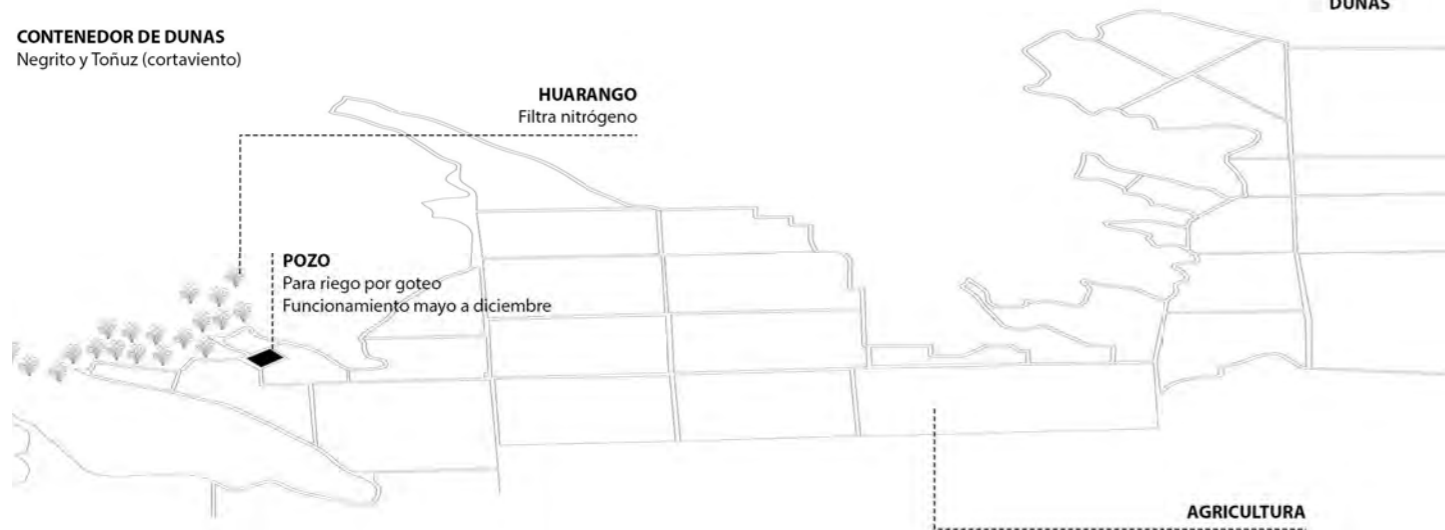 DUNAS
CONTENEDOR DE DUNAS
Negrito y Toñuz (cortaviento)
HUARANGO
Filtra nitrógeno
POZO
Para riego por goteo
Funcionamiento mayo a diciembre
AGRICULTURA